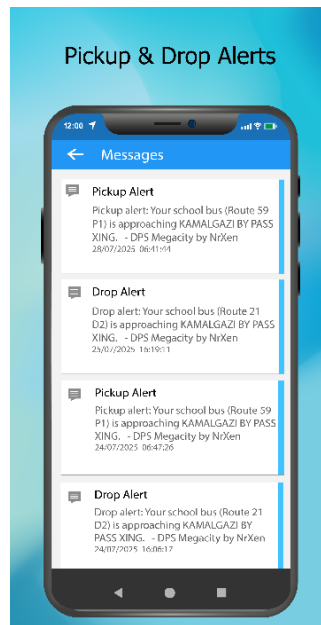 Pickup & Drop Alerts
12:00
Messages
Pickup Alert
Pickup alert: Your school bus (Route 59
P1) is approaching KAMALGAZI BY PASS
XING. - DPS Megacity by NrXen
28/07/2025 06:41:44
Drop Alert
Drop alert: Your school bus (Route 21
D2) is approaching KAMALGAZI BY PASS
XING. - DPS Megacity by NrXen
25/07/2025 16:19:11
Pickup Alert
Pickup alert: Your school bus (Route 59
P1) is approaching KAMALGAZI BY PASS
XING. - DPS Megacity by NrXen
24/07/2025 06:47:26
Drop Alert
Drop alert: Your school bus (Route 21
D2) is approaching KAMALGAZI BY
PASS XING. - DPS Megacity by NrXen
24/07/2025 16:06:17